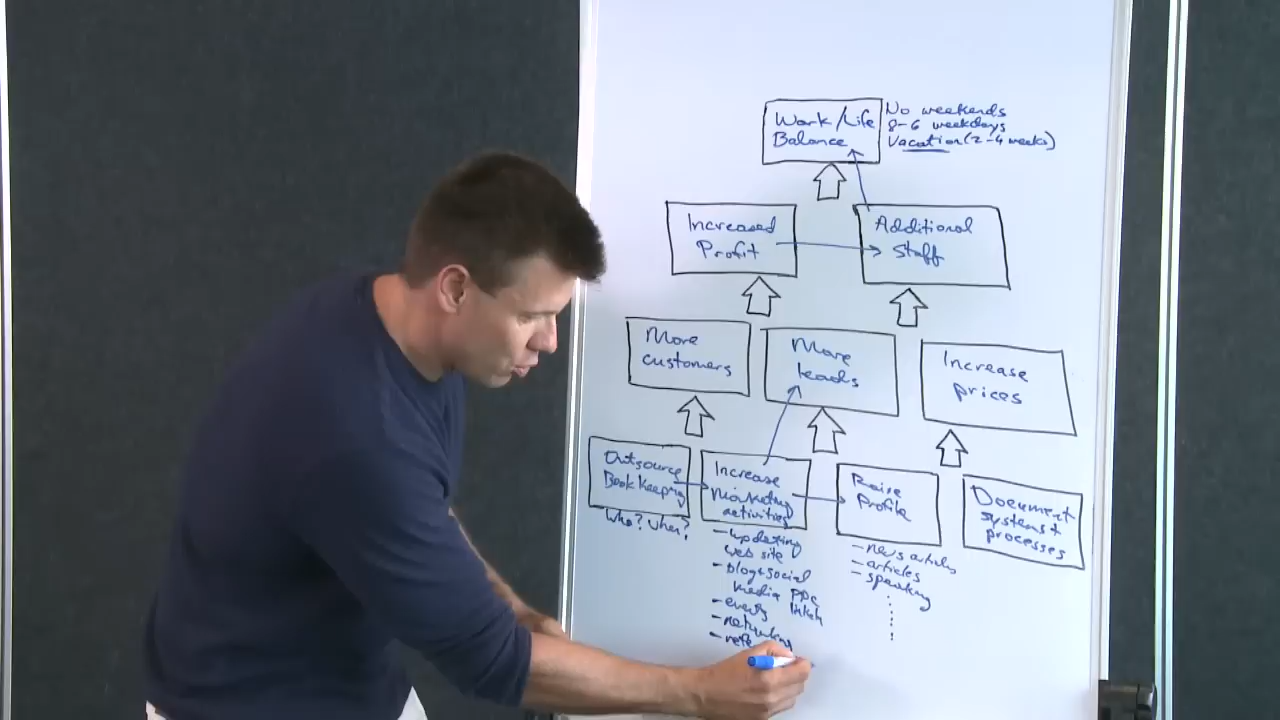 Work/Life
Balance
No weekends
8-6 weekdays
Vacation (2-4 weeks)
Increased
Profit
Additional
Staff
More
customers
More
leads
Increase
prices
Outsource
Book Keeping
who? when?
Increase
Marketing
activities
- updating
web site
- blog + social
media PPC
- events
- networking
Raise
Profile
- news articles
- articles
- speaking
Document
systems +
processes